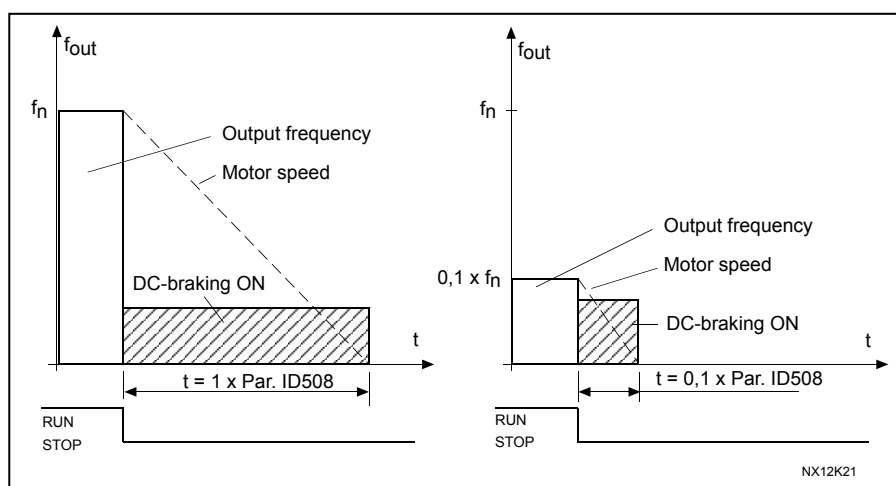 fout
fn
Output frequency
Motor speed
DC-braking ON
t
t = 1 x Par. ID508
RUN
STOP
fout
fn
Output frequency
Motor speed
0,1 x fn
DC-braking ON
t
t = 0,1 x Par. ID508
RUN
STOP
NX12K21